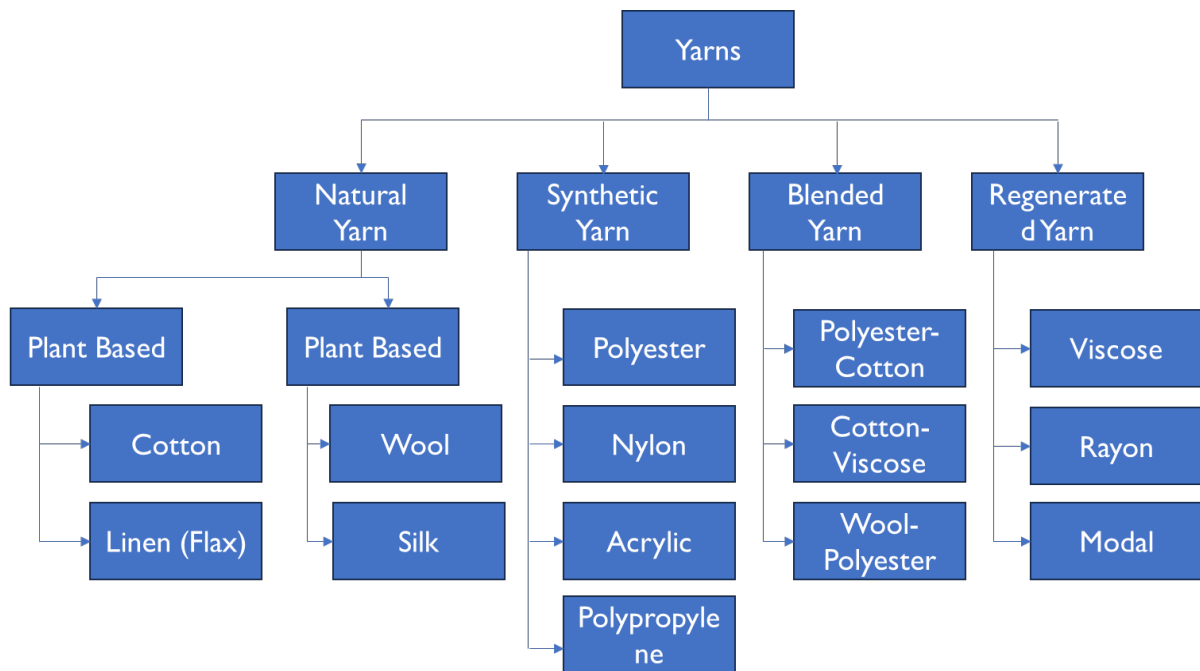 Yarns
Natural
Yarn
Synthetic
Yarn
Blended
Yarn
Regenerate
d Yarn
Plant Based
Plant Based
Polyester
Polyester-
Cotton
Viscose
Cotton
Wool
Nylon
Cotton-
Viscose
Rayon
Linen (Flax)
Silk
Acrylic
Wool-
Polyester
Modal
Polypropyle
ne